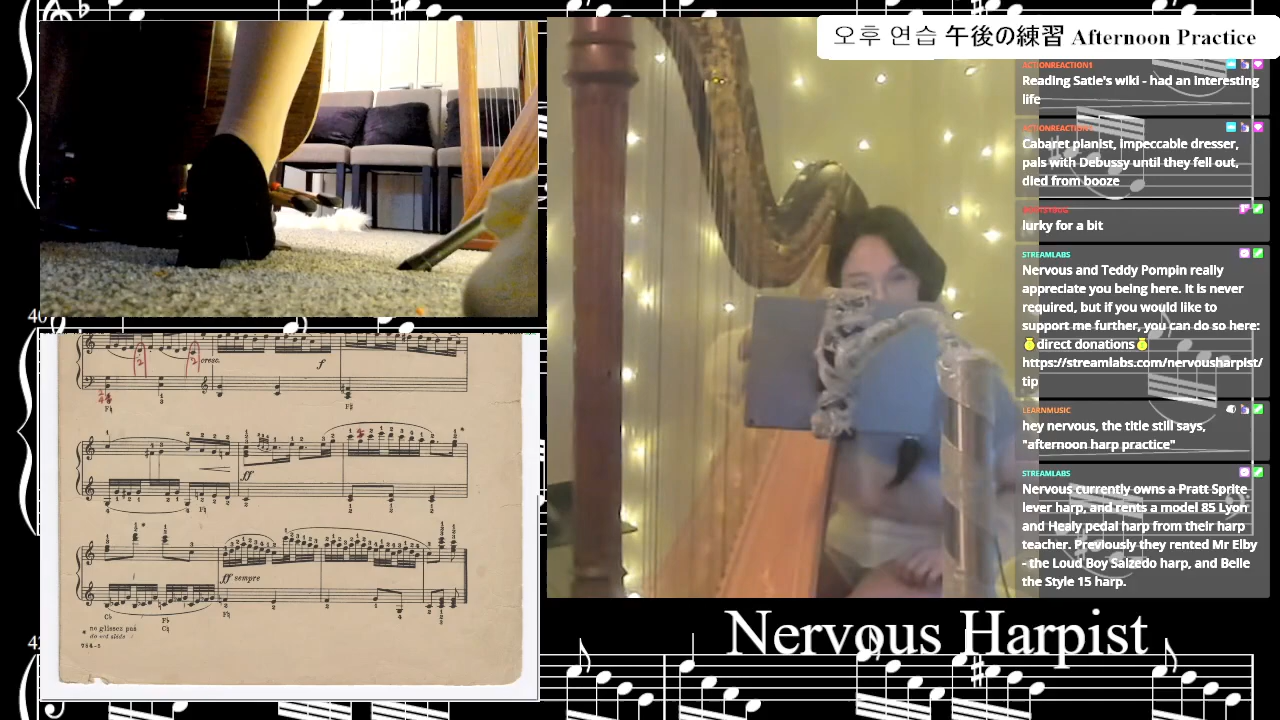 오후 연습 午後の練習 Afternoon Practice
ACTIONREACTION1
Reading Satie's wiki - had an interesting
life
ACTIONREACTION1
Cabaret pianist, impeccable dresser,
pals with Debussy until they fell out,
died from booze
lurky for a bit
STREAMLABS
Nervous and Teddy Pompin really
appreciate you being here. It is never
required, but if you would like to
support me further, you can do so here:
direct donations
https://streamlabs.com/nervousharpist/
tip
LEARNMUSIC
hey nervous, the title still says,
"afternoon harp practice"
STREAMLABS
Nervous currently owns a Pratt Sprite
lever harp, and rents a model 85 Lyon
and Healy pedal harp from their harp
teacher. Previously they rented Mr Elby
- the Loud Boy Salzedo harp, and Belle
the Style 15 harp.
Nervous Harpist
cresc.
f
ff
ff sempre
* ne glissez pas